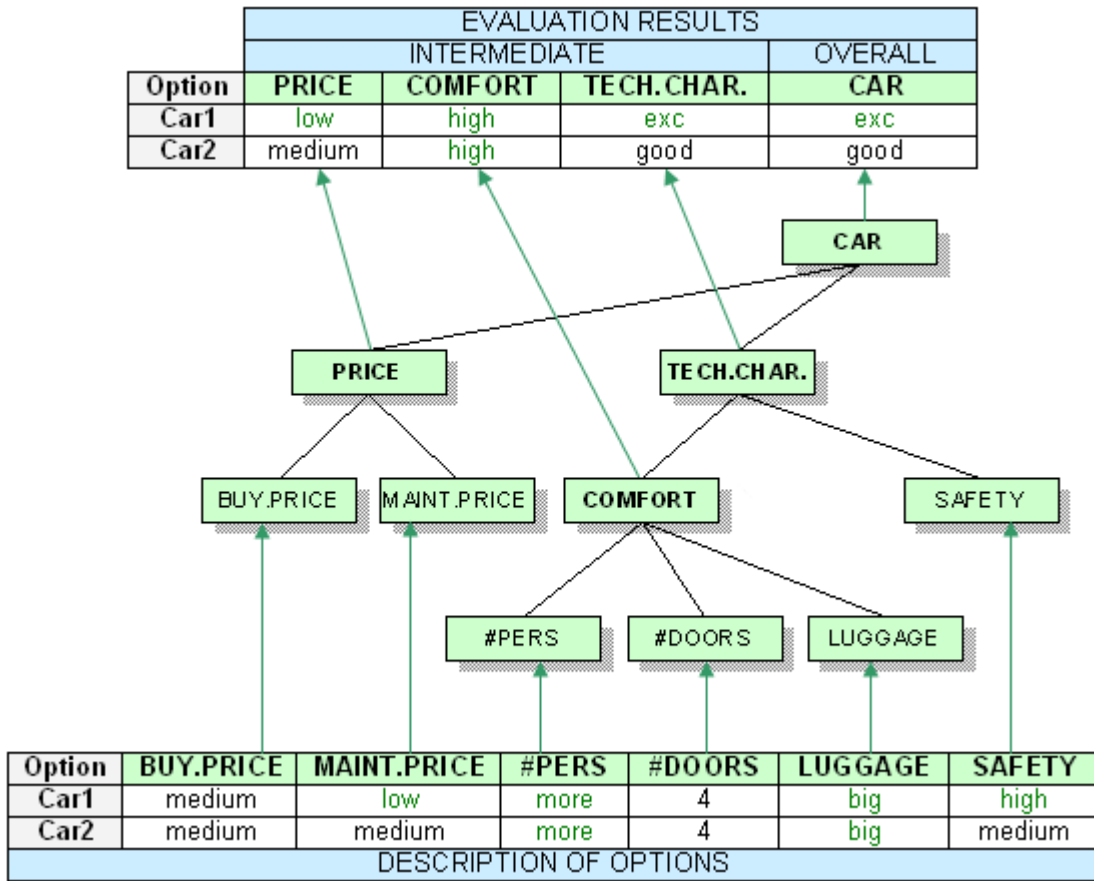 EVALUATION RESULTS
INTERMEDIATE OVERALL
Option PRICE COMFORT TECH.CHAR. CAR
Car1 low high exc exc
Car2 medium high good good
CAR
PRICE TECH.CHAR.
BUY.PRICE MAINT.PRICE COMFORT SAFETY
#PERS #DOORS LUGGAGE
Option BUY.PRICE MAINT.PRICE #PERS #DOORS LUGGAGE SAFETY
Car1 medium low more 4 big high
Car2 medium medium more 4 big medium
DESCRIPTION OF OPTIONS